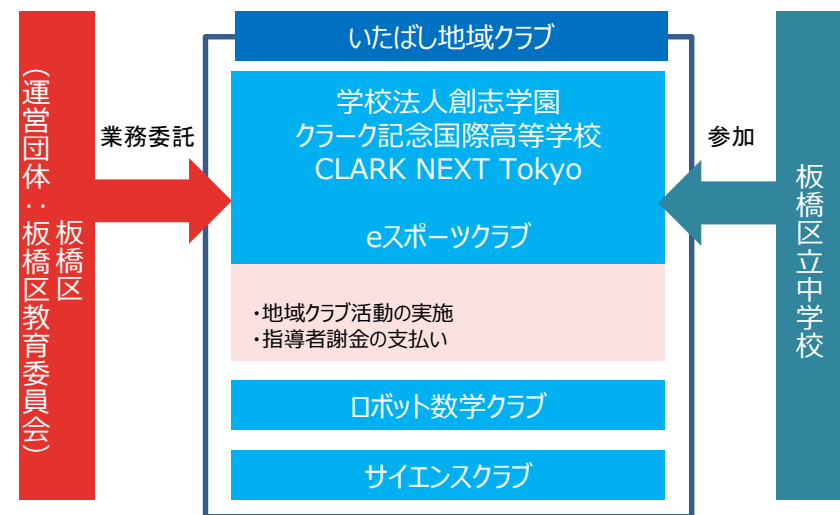 いたばし地域クラブ
板橋区
（運営団体：板橋区教育委員会）
業務委託
学校法人創志学園
クラーク記念国際高等学校
CLARK NEXT Tokyo
eスポーツクラブ
・地域クラブ活動の実施
・指導者謝金の支払い
ロボット数学クラブ
サイエンスクラブ
参加
板橋区立中学校